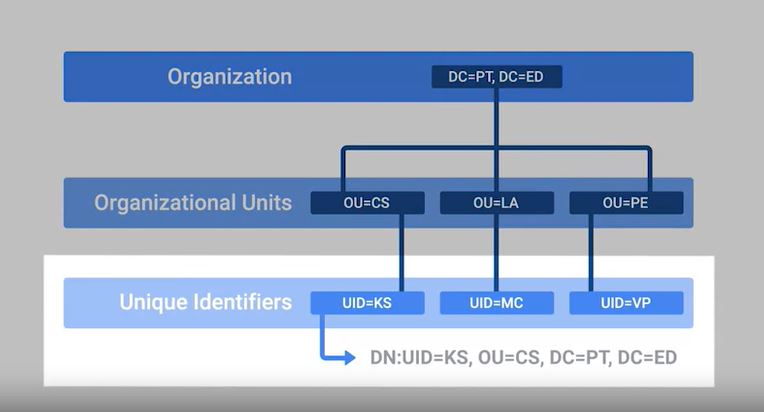 Organization
DC=PT, DC=ED
Organizational Units
OU=CS
OU=LA
OU=PE
Unique Identifiers
UID=KS
UID=MC
UID=VP
DN:UID=KS, OU=CS, DC=PT, DC=ED